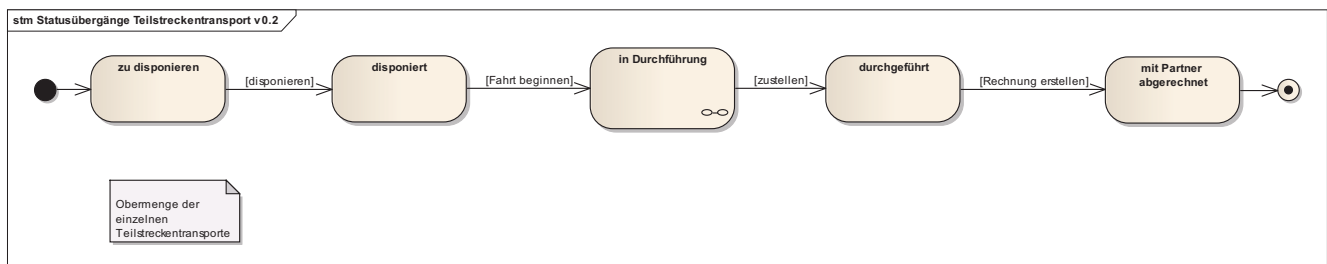 stm Statusübergänge Teilstreckentransport v0.2
zu disponieren
[disponieren]
disponiert
[Fahrt beginnen]
in Durchführung
[zustellen]
durchgeführt
[Rechnung erstellen]
mit Partner
abgerechnet
Obermenge der
einzelnen
Teilstreckentransporte